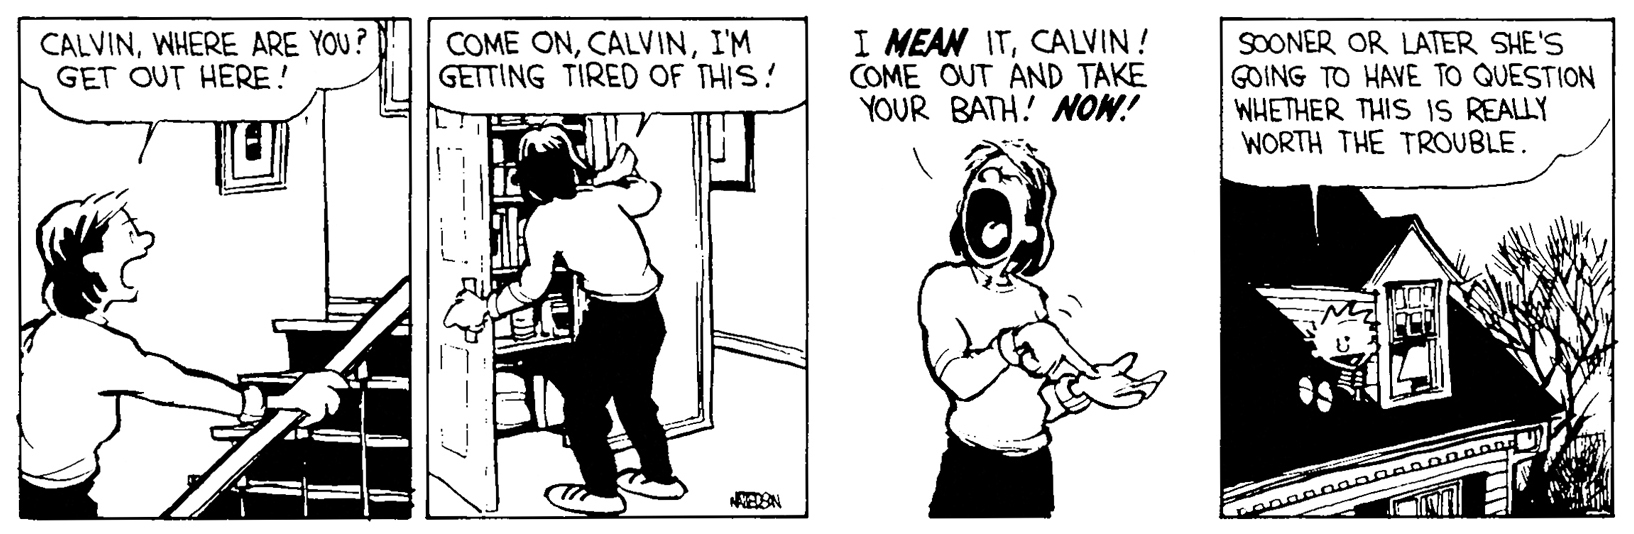 CALVIN, WHERE ARE YOU?
GET OUT HERE!
COME ON, CALVIN, I'M
GETTING TIRED OF THIS!
WATTERSON
I MEAN IT, CALVIN!
COME OUT AND TAKE
YOUR BATH! NOW!
SOONER OR LATER SHE'S
GOING TO HAVE TO QUESTION
WHETHER THIS IS REALLY
WORTH THE TROUBLE.